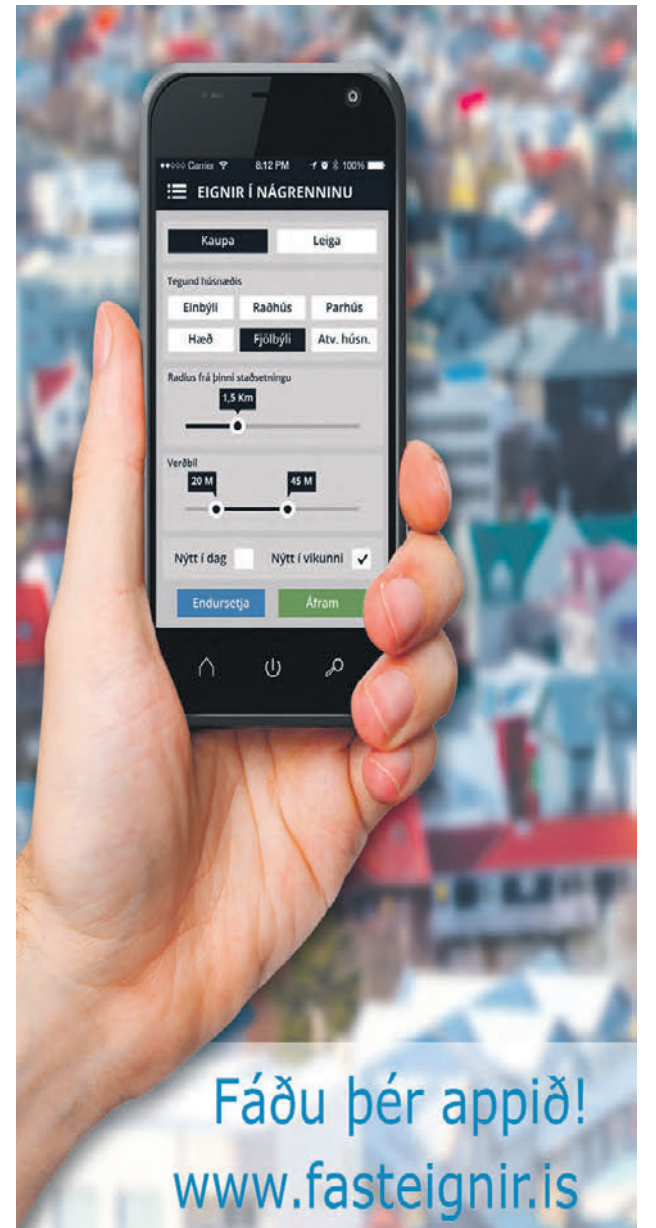 Carrier 8.12 PM 100%
EIGNIR Í NÁGRENNINU
Kaupa Leiga
Tegund húsnæðis
Einbýli Raðhús Parhús
Hæð Fjölbýli Atv. húsn.
Radíus frá þinni staðsetningu
1,5 Km
Verðbil
20 M 45 M
Nýtt í dag Nýtt í vikunni
Endursetja Áfram
Fáðu þér appið!
www.fasteignir.is